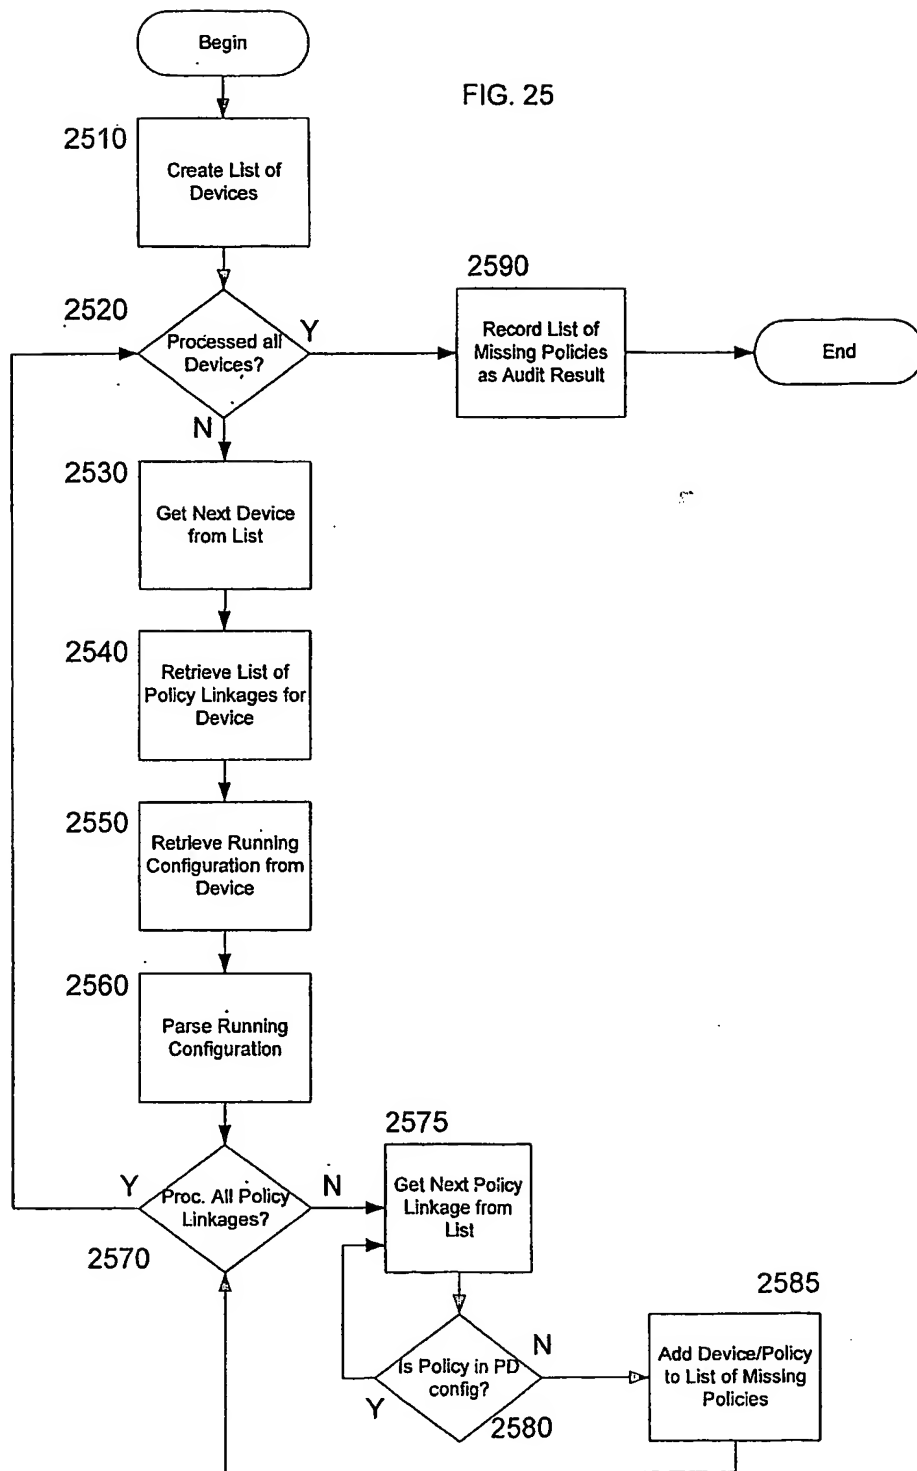 Begin
FIG. 25
2510
Create List of
Devices
2520
Processed all
Devices?
Y
N
2590
Record List of
Missing Policies
as Audit Result
End
2530
Get Next Device
from List
2540
Retrieve List of
Policy Linkages for
Device
2550
Retrieve Running
Configuration from
Device
2560
Parse Running
Configuration
Y
Proc. All Policy
Linkages?
N
2570
2575
Get Next Policy
Linkage from
List
Is Policy in PD
config?
Y
N
2580
2585
Add Device/Policy
to List of Missing
Policies